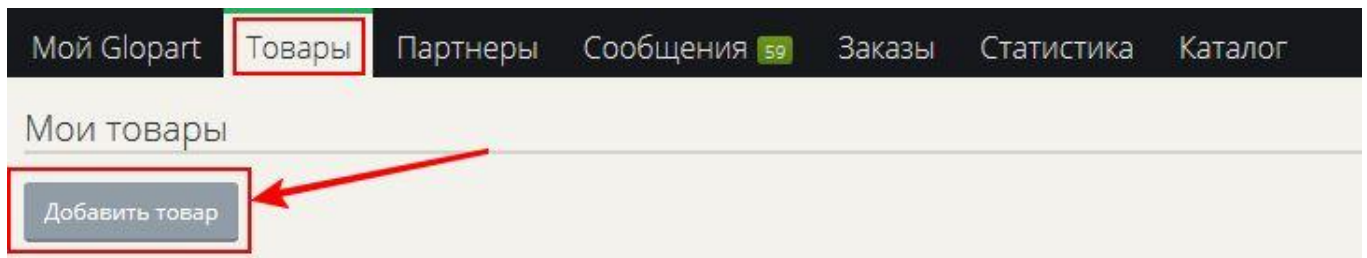 Мой Glopart Товары Партнеры Сообщения 59 Заказы Статистика Каталог
Мои товары
Добавить товар